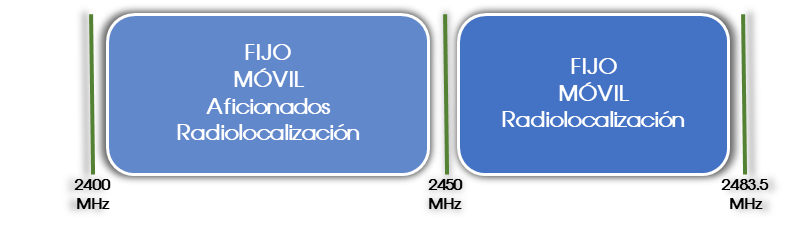 FIJO
MÓVIL
Aficionados
Radiolocalización
FIJO
MÓVIL
Radiolocalización
2400
MHz
2450
MHz
2483.5
MHz